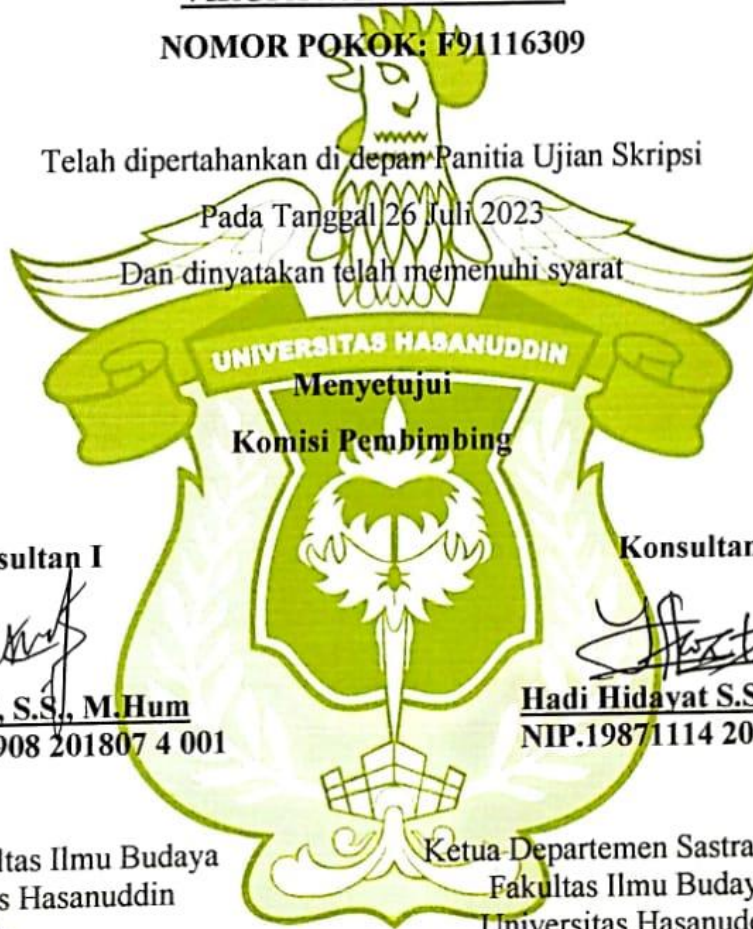 NOMOR POKOK: F91116309
Telah dipertahankan di depan Panitia Ujian Skripsi
Pada Tanggal 26 Juli 2023
Dan dinyatakan telah memenuhi syarat
UNIVERSITAS HASANUDDIN
Menyetujui
Komisi Pembimbing
sultan I
Konsultan
, S.S., M.Hum
908 201807 4 001
Hadi Hidayat S.S
NIP.19871114 20
ltas Ilmu Budaya
s Hasanuddin
Ketua Departemen Sastra
Fakultas Ilmu Buday
Universitas Hasanudd